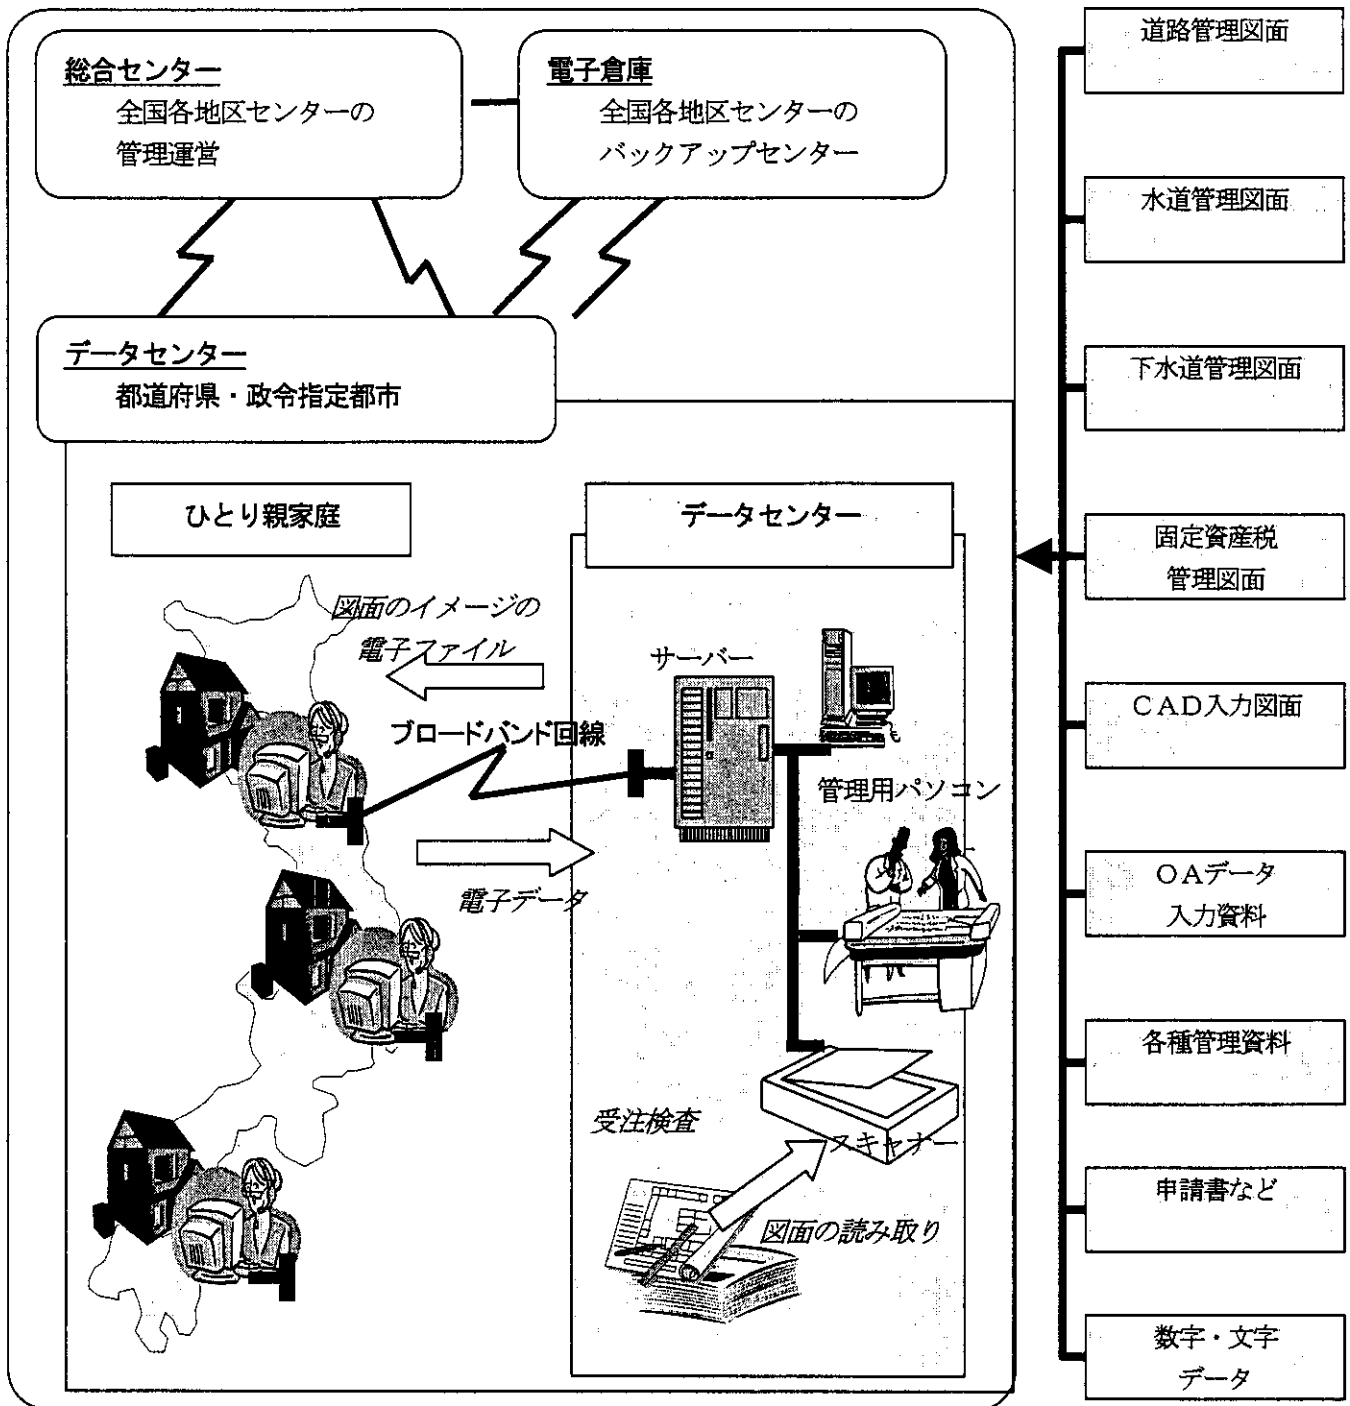 総合センター
全国各地区センターの
管理運営
電子倉庫
全国各地区センターの
バックアップセンター
データセンター
都道府県・政令指定都市
ひとり親家庭
データセンター
図面のイメージの
電子ファイル
サーバー
ブロードバンド回線
管理用パソコン
電子データ
受注検査
スキャナー
図面の読み取り
道路管理図面
水道管理図面
下水道管理図面
固定資産税
管理図面
ＣＡＤ入力図面
ＯＡデータ
入力資料
各種管理資料
申請書など
数字・文字
データ